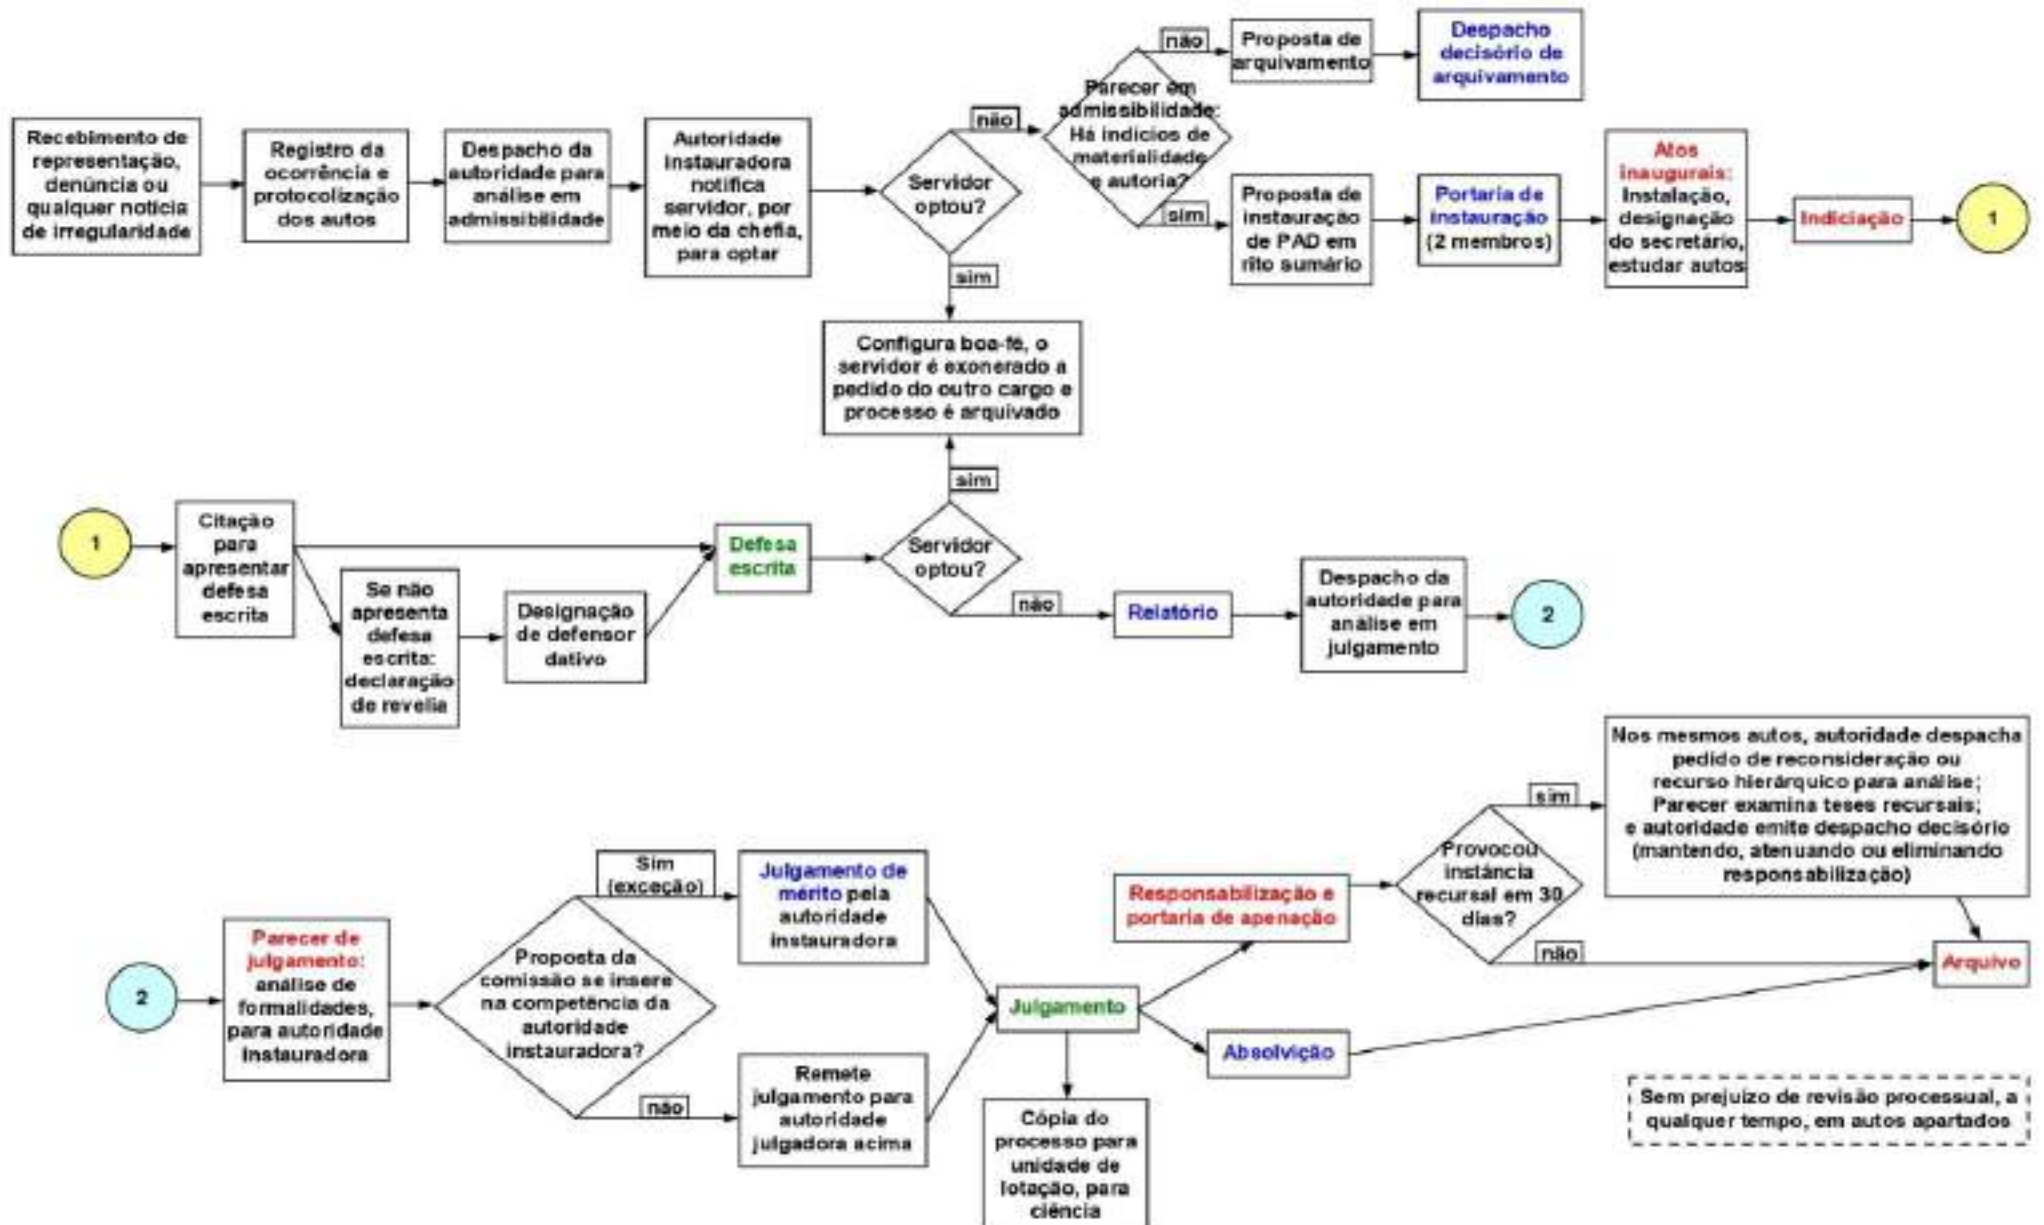 Recebimento de
representação,
denúncia ou
qualquer notícia
de irregularidade
Registro da
ocorrência e
protocolização
dos autos
Despacho da
autoridade para
análise em
admissibilidade
Autoridade
instauradora
notifica
servidor, por
meio da chefia,
para optar
Servidor
optou?
não
sim
Parecer em
admissibilidade:
Há indícios de
materialidade
e autoria?
não
Proposta de
arquivamento
Despacho
decisório de
arquivamento
sim
Proposta de
instauração
de PAD em
rito sumário
Portaria de
instauração
(2 membros)
Atos
inaugurais:
Instalação,
designação
do secretário,
estudar autos
Indiciação
1
Configura boa-fé, o
servidor é exonerado a
pedido do outro cargo e
processo é arquivado
1
Citação
para
apresentar
defesa
escrita
Se não
apresenta
defesa
escrita:
declaração
de revelia
Designação
de defensor
dativo
Defesa
escrita
sim
Servidor
optou?
não
Relatório
Despacho da
autoridade para
análise em
julgamento
2
2
Parecer de
julgamento:
análise de
formalidades,
para autoridade
instauradora
Proposta da
comissão se insere
na competência da
autoridade
instauradora?
Sim
(exceção)
Julgamento de
mérito pela
autoridade
instauradora
não
Remete
julgamento para
autoridade
julgadora acima
Julgamento
Cópia do
processo para
unidade de
lotação, para
ciência
Responsabilização e
portaria de apenação
Absolvição
Provocou
instância
recursal em 30
dias?
sim
Nos mesmos autos, autoridade despacha
pedido de reconsideração ou
recurso hierárquico para análise;
Parecer examina teses recursais;
e autoridade emite despacho decisório
(mantendo, atenuando ou eliminando
responsabilização)
não
Arquivo
Sem prejuízo de revisão processual, a
qualquer tempo, em autos apartados